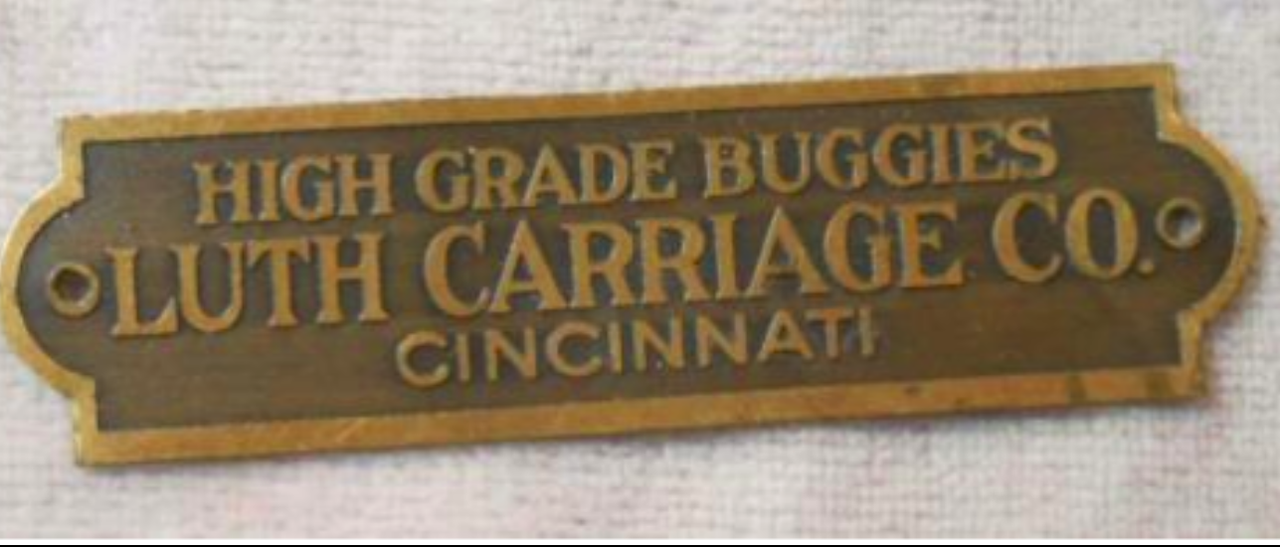 HIGH GRADE BUGGIES
LUTH CARRIAGE CO.
CINCINNATI